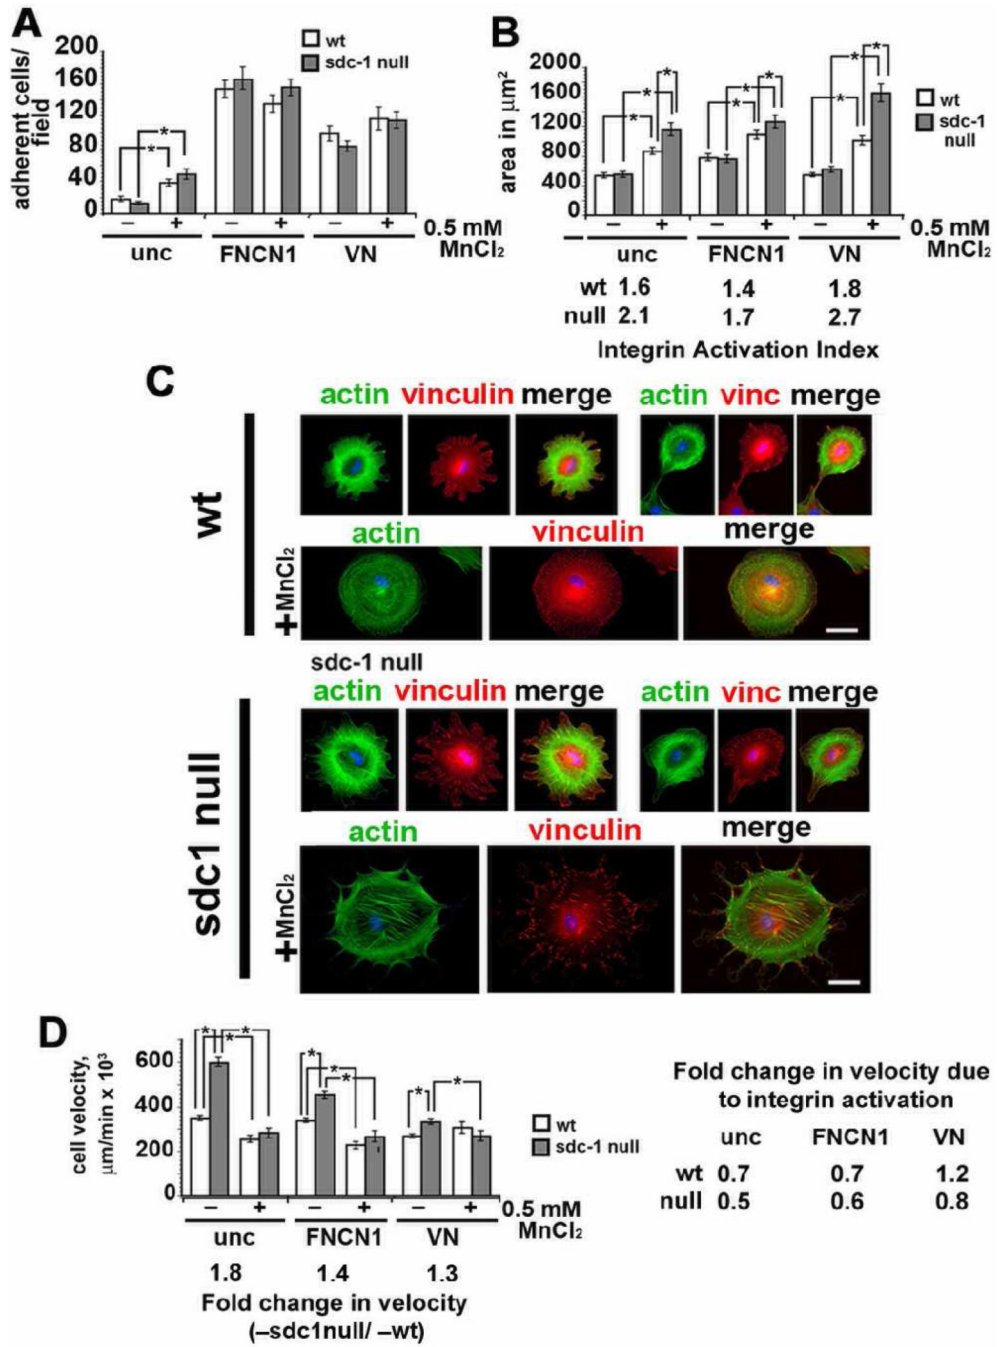 A
adherent cells/
field
200
160
120
80
40
0
wt
sdc-1 null
*
*
– + – + – +
0.5 mM
MnCl₂
unc FNCN1 VN
B
area in µm²
2000
1600
1200
800
400
0
wt
sdc-1
null
* * *
* * *
* * *
– + – + – +
0.5 mM
MnCl₂
unc FNCN1 VN
wt 1.6 1.4 1.8
null 2.1 1.7 2.7
Integrin Activation Index
C
actin vinculin merge actin vinc merge
wt
actin vinculin merge
+MnCl₂
sdc-1 null
actin vinculin merge actin vinc merge
sdc1 null
actin vinculin merge
+MnCl₂
D
cell velocity,
µm/min x 10³
600
400
200
0
* * *
* * *
* *
wt
sdc-1 null
– + – + – +
0.5 mM
MnCl₂
unc FNCN1 VN
1.8 1.4 1.3
Fold change in velocity
(–sdc1null/ –wt)
Fold change in velocity due
to integrin activation
unc FNCN1 VN
wt 0.7 0.7 1.2
null 0.5 0.6 0.8